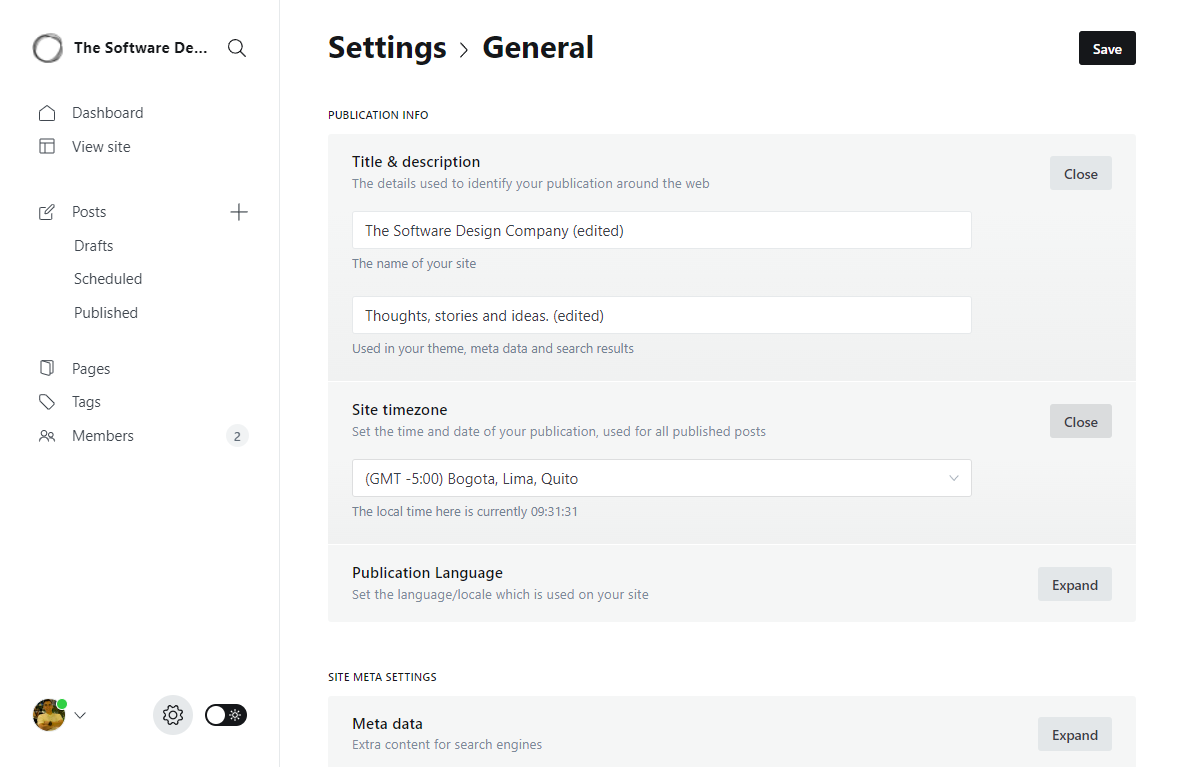 The Software De...
Dashboard
View site
Posts
Drafts
Scheduled
Published
Pages
Tags
Members
2
Settings > General
Save
PUBLICATION INFO
Title & description
The details used to identify your publication around the web
Close
The Software Design Company (edited)
The name of your site
Thoughts, stories and ideas. (edited)
Used in your theme, meta data and search results
Site timezone
Set the time and date of your publication, used for all published posts
Close
(GMT -5:00) Bogota, Lima, Quito
The local time here is currently 09:31:31
Publication Language
Set the language/locale which is used on your site
Expand
SITE META SETTINGS
Meta data
Extra content for search engines
Expand